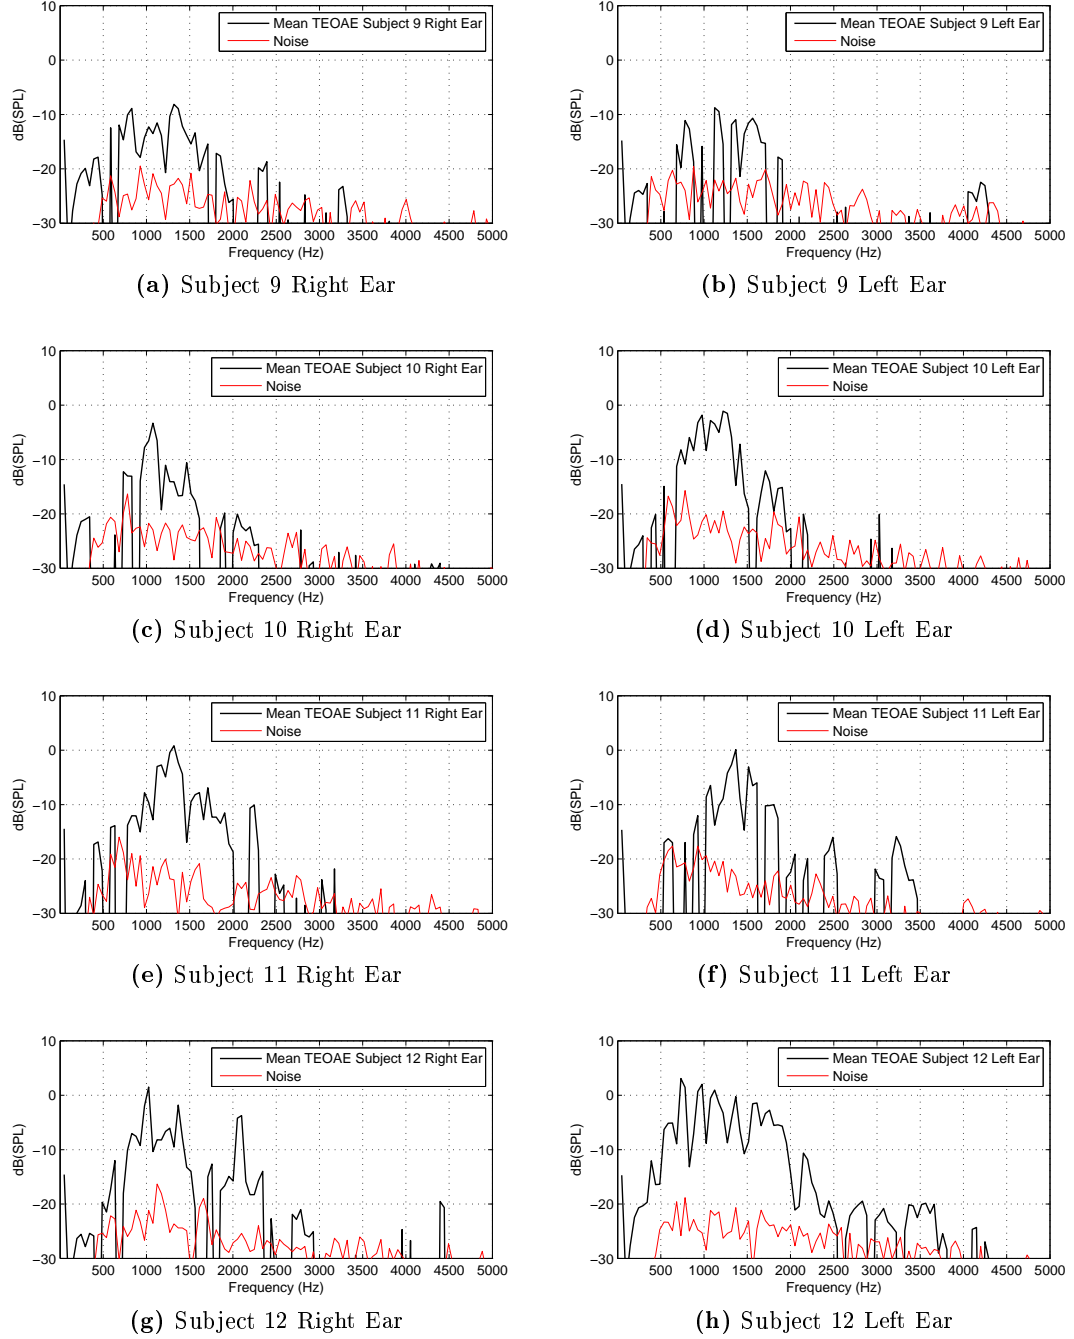 Mean TEOAE Subject 9 Right Ear
Noise
0
−10
−20
−30
dB(SPL)
500 1000 1500 2000 2500 3000 3500 4000 4500 5000
Frequency (Hz)
(a) Subject 9 Right Ear
Mean TEOAE Subject 9 Left Ear
Noise
0
−10
−20
−30
dB(SPL)
500 1000 1500 2000 2500 3000 3500 4000 4500 5000
Frequency (Hz)
(b) Subject 9 Left Ear
Mean TEOAE Subject 10 Right Ear
Noise
10
0
−10
−20
−30
dB(SPL)
500 1000 1500 2000 2500 3000 3500 4000 4500 5000
Frequency (Hz)
(c) Subject 10 Right Ear
Mean TEOAE Subject 10 Left Ear
Noise
10
0
−10
−20
−30
dB(SPL)
500 1000 1500 2000 2500 3000 3500 4000 4500 5000
Frequency (Hz)
(d) Subject 10 Left Ear
Mean TEOAE Subject 11 Right Ear
Noise
10
0
−10
−20
−30
dB(SPL)
500 1000 1500 2000 2500 3000 3500 4000 4500 5000
Frequency (Hz)
(e) Subject 11 Right Ear
Mean TEOAE Subject 11 Left Ear
Noise
10
0
−10
−20
−30
dB(SPL)
500 1000 1500 2000 2500 3000 3500 4000 4500 5000
Frequency (Hz)
(f) Subject 11 Left Ear
Mean TEOAE Subject 12 Right Ear
Noise
10
0
−10
−20
−30
dB(SPL)
500 1000 1500 2000 2500 3000 3500 4000 4500 5000
Frequency (Hz)
(g) Subject 12 Right Ear
Mean TEOAE Subject 12 Left Ear
Noise
10
0
−10
−20
−30
dB(SPL)
500 1000 1500 2000 2500 3000 3500 4000 4500 5000
Frequency (Hz)
(h) Subject 12 Left Ear